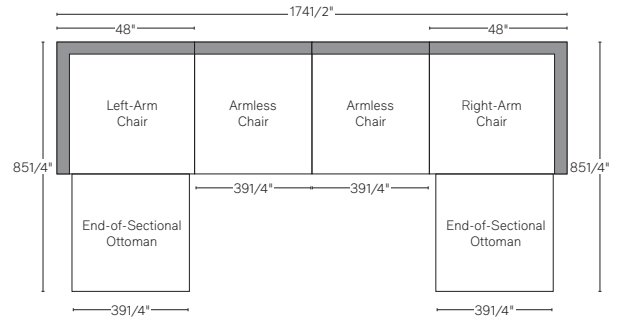 1741/2"
48"
48"
Left-Arm
Chair
Armless
Chair
Armless
Chair
Right-Arm
Chair
851/4"
851/4"
391/4"
391/4"
End-of-Sectional
Ottoman
End-of-Sectional
Ottoman
391/4"
391/4"